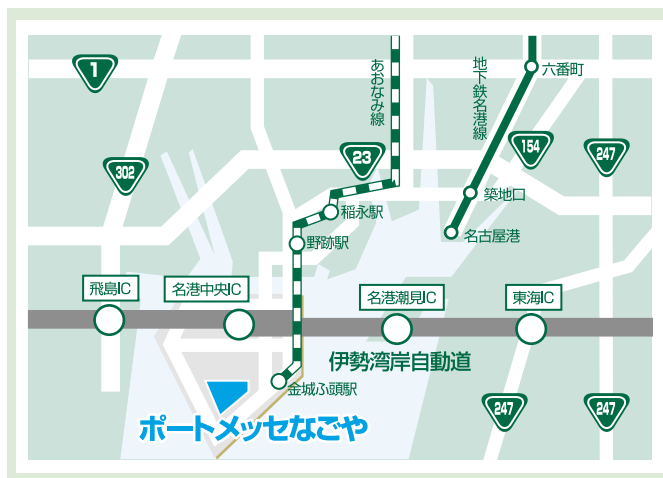 1
あおなみ線
地下鉄名港線
六番町
302
23
154
247
稲永駅
築地口
野跡駅
名古屋港
飛島IC
名港中央IC
名港潮見IC
東海IC
伊勢湾岸自動道
金城ふ頭駅
ポートメッセなごや
247
247